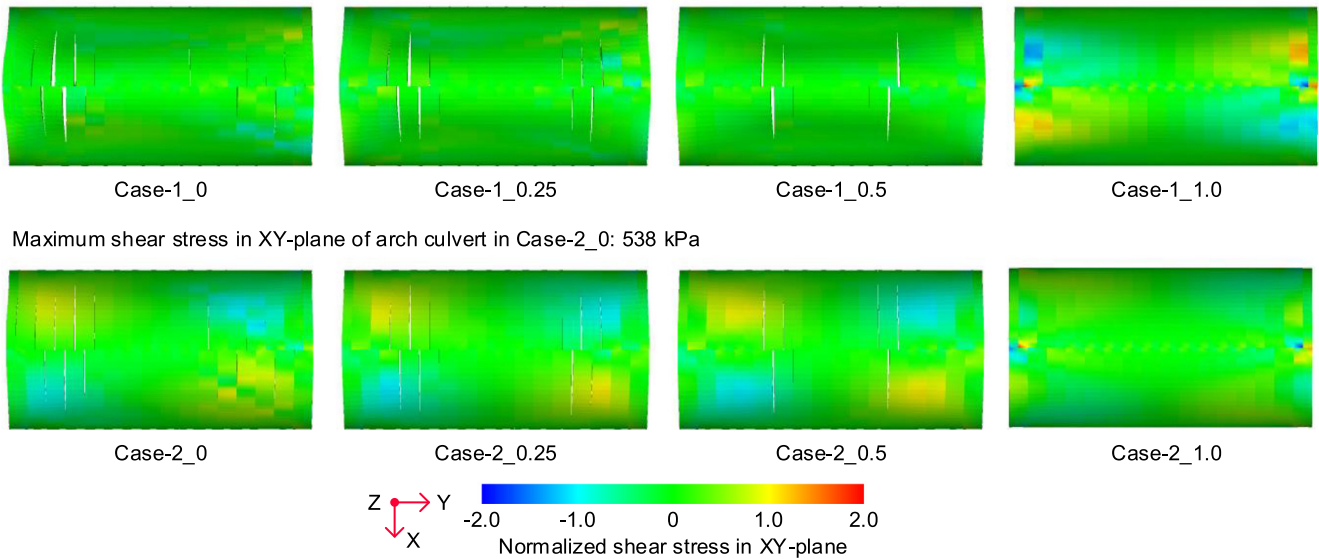 Case-1_0 Case-1_0.25 Case-1_0.5 Case-1_1.0
Maximum shear stress in XY-plane of arch culvert in Case-2_0: 538 kPa
Case-2_0 Case-2_0.25 Case-2_0.5 Case-2_1.0
Z Y
X
-2.0 -1.0 0 1.0 2.0
Normalized shear stress in XY-plane